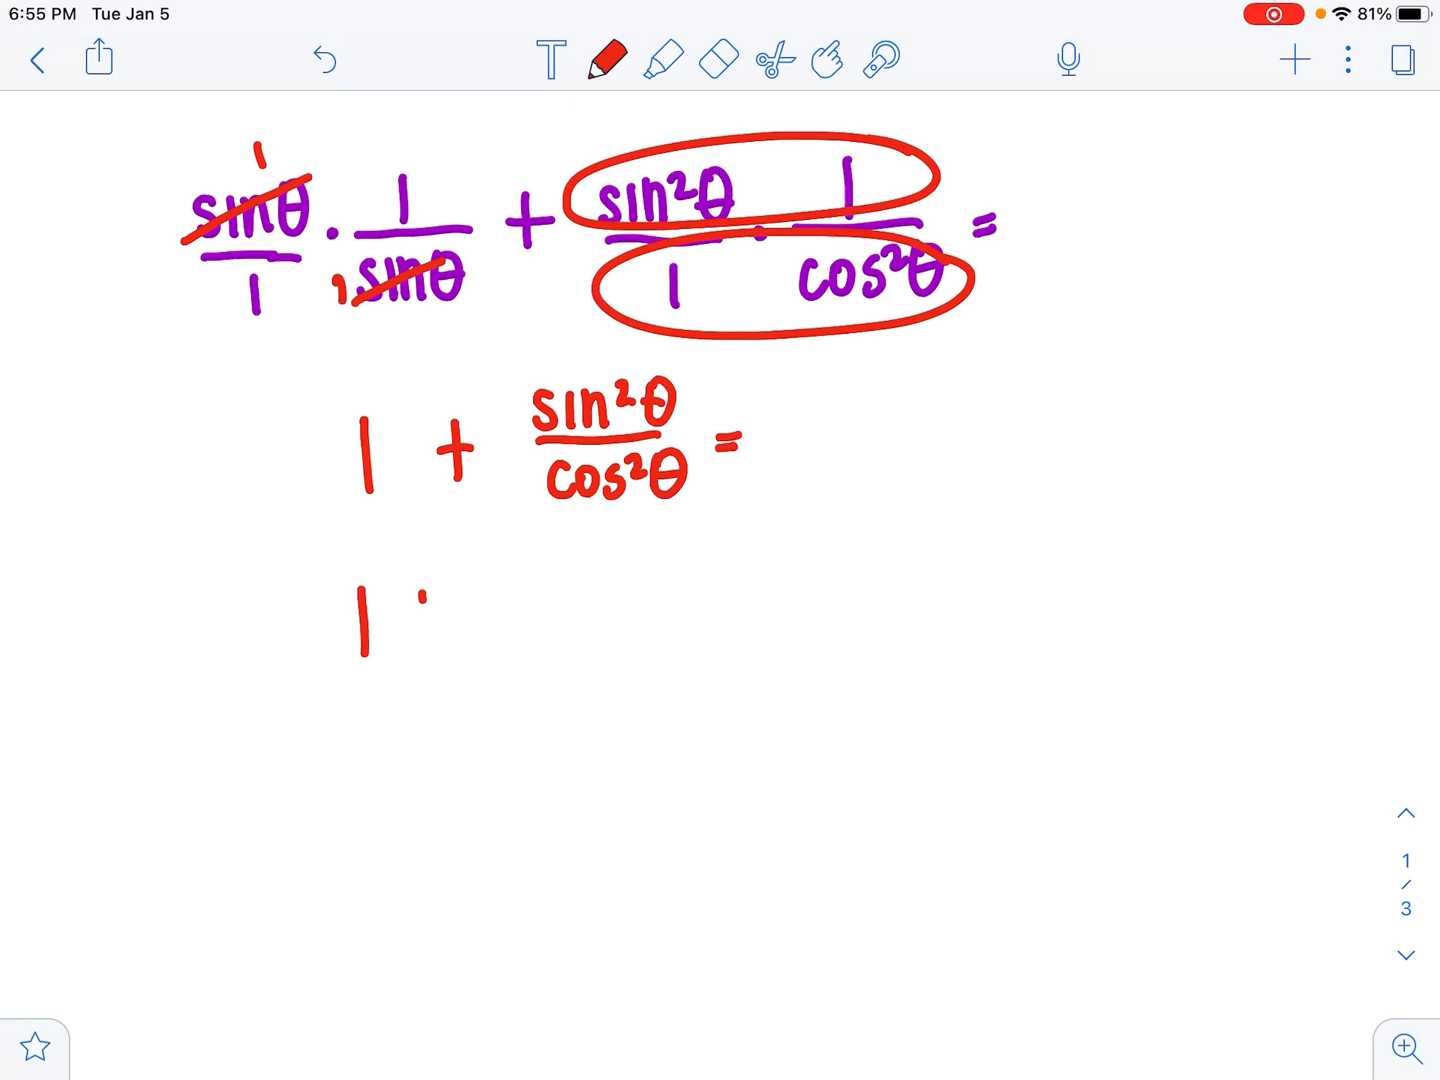 6:55 PM Tue Jan 5 81%
T
1
sinθ/1 · 1/sinθ + sin²θ/1 · 1/cos²θ =
1
1 + sin²θ/cos²θ =
1
1
/
3